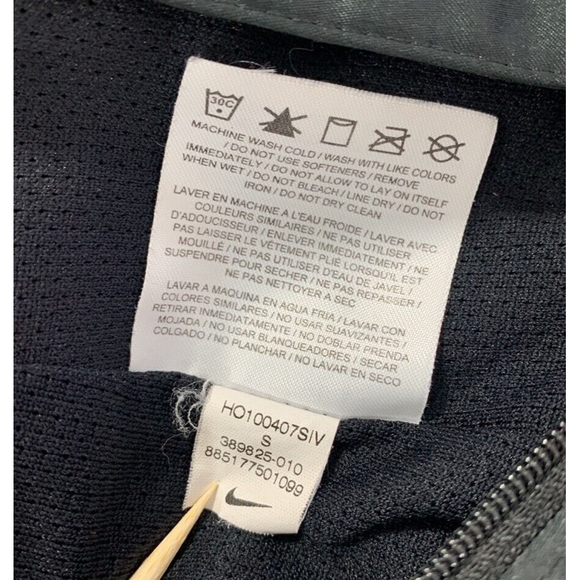 30C
MACHINE WASH COLD / WASH WITH LIKE COLORS
/ DO NOT USE SOFTENERS / REMOVE
IMMEDIATELY / DO NOT ALLOW TO LAY ON ITSELF
WHEN WET / DO NOT BLEACH / LINE DRY / DO NOT
IRON / DO NOT DRY CLEAN
LAVER EN MACHINE A L'EAU FROIDE / LAVER AVEC
COULEURS SIMILAIRES / NE PAS UTILISER
D'ADOUCISSEUR / ENLEVER IMMEDIATEMENT / NE
PAS LAISSER LE VÊTEMENT PLIÉ LORSQU'IL EST
MOUILLÉ / NE PAS UTILISER D'EAU DE JAVEL /
SUSPENDRE POUR SECHER / NE PAS REPASSER /
NE PAS NETTOYER A SEC
LAVAR A MAQUINA EN AGUA FRIA / LAVAR CON
COLORES SIMILARES / NO USAR SUAVIZANTES /
RETIRAR INMEDIATAMENTE / NO DOBLAR PRENDA
MOJADA / NO USAR BLANQUEADORES / SECAR
COLGADO / NO PLANCHAR / NO LAVAR EN SECO
HO100407S/V
S
389825-010
885177501099